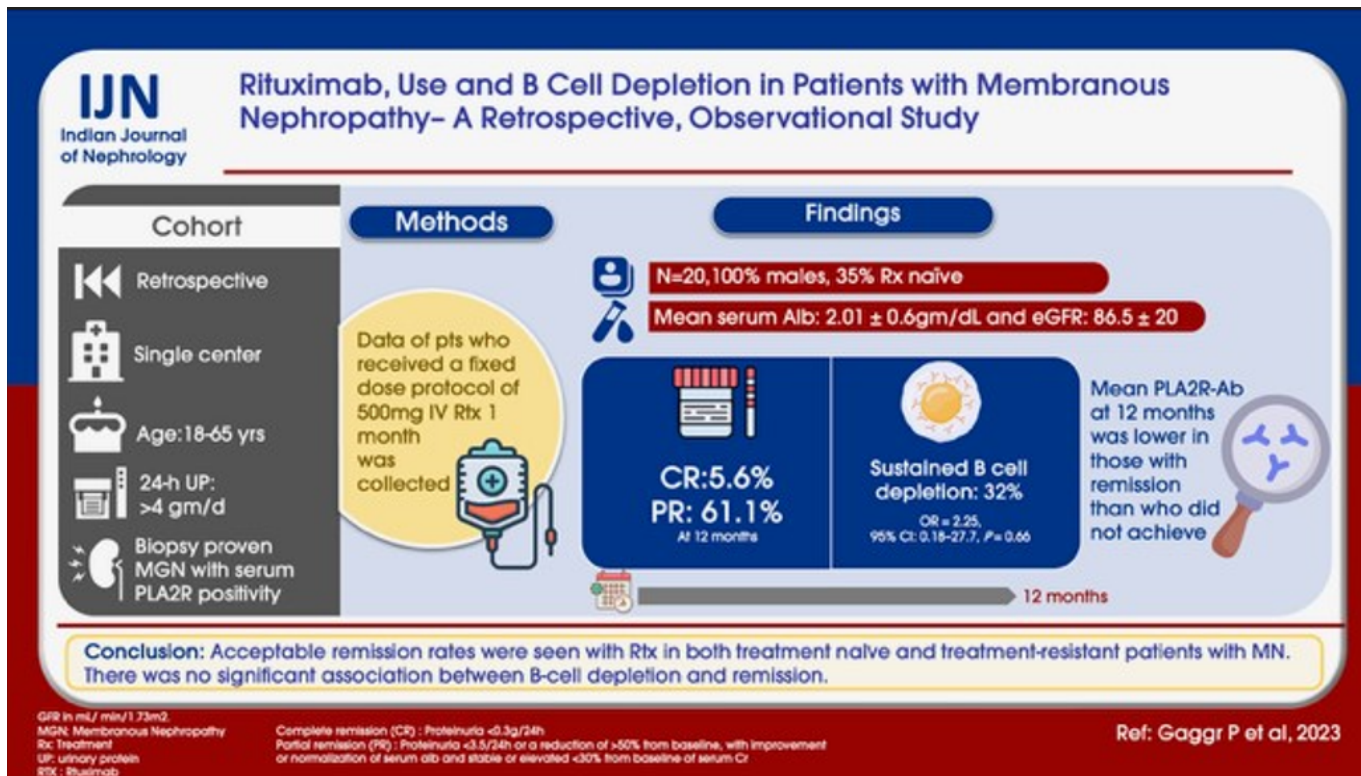 IJN
Indian Journal
of Nephrology
Rituximab, Use and B Cell Depletion in Patients with Membranous
Nephropathy– A Retrospective, Observational Study
Cohort
Retrospective
Single center
Age:18-65 yrs
24-h UP:
>4 gm/d
Biopsy proven
MGN with serum
PLA2R positivity
Methods
Data of pts who
received a fixed
dose protocol of
500mg IV Rtx 1
month
was
collected
Findings
N=20,100% males, 35% Rx naïve
Mean serum Alb: 2.01 ± 0.6gm/dL and eGFR: 86.5 ± 20
CR:5.6%
PR: 61.1%
At 12 months
Sustained B cell
depletion: 32%
OR = 2.25,
95% CI: 0.18-27.7, P= 0.66
Mean PLA2R-Ab
at 12 months
was lower in
those with
remission
than who did
not achieve
12 months
Conclusion: Acceptable remission rates were seen with Rtx in both treatment naïve and treatment-resistant patients with MN.
There was no significant association between B-cell depletion and remission.
GFR in mL/ min/1.73m2.
MGN: Membranous Nephropathy
Rx: Treatment
UP: urinary protein
RTX : Rtuximab
Complete remission (CR) : Proteinuria <0.3g/24h
Partial remission (PR) : Proteinuria <3.5/24h or a reduction of >50% from baseline, with improvement
or normalization of serum alb and stable or elevated <30% from baseline of serum Cr
Ref: Gaggr P et al, 2023